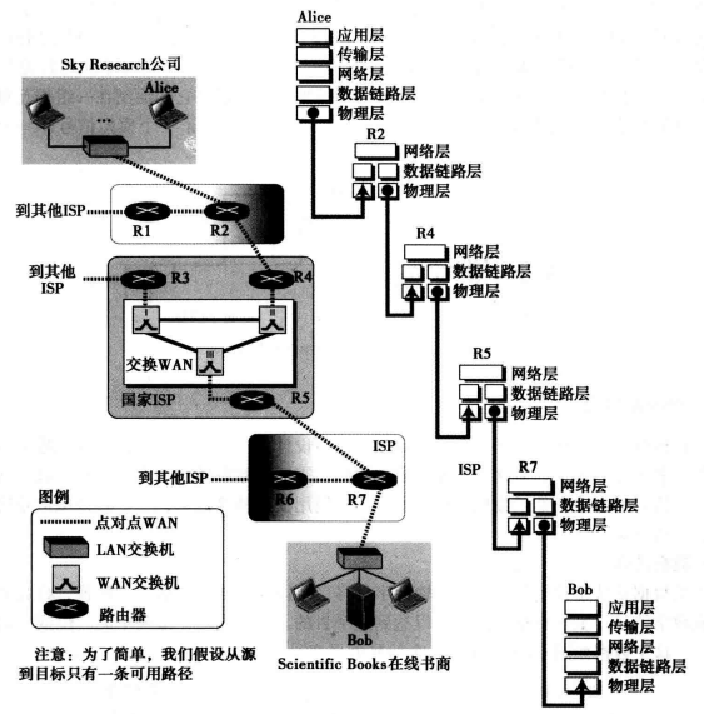 Sky Research公司
Alice
...
到其他ISP
R1
R2
到其他
ISP
R3
R4
I
II
III
交换WAN
国家ISP
R5
ISP
到其他ISP
R6
R7
图例
点对点WAN
LAN交换机
WAN交换机
路由器
Bob
Scientific Books在线书商
注意：为了简单，我们假设从源
到目标只有一条可用路径
Alice
应用层
传输层
网络层
数据链路层
物理层
R2
网络层
数据链路层
物理层
R4
网络层
数据链路层
物理层
R5
网络层
数据链路层
物理层
ISP
R7
网络层
数据链路层
物理层
Bob
应用层
传输层
网络层
数据链路层
物理层